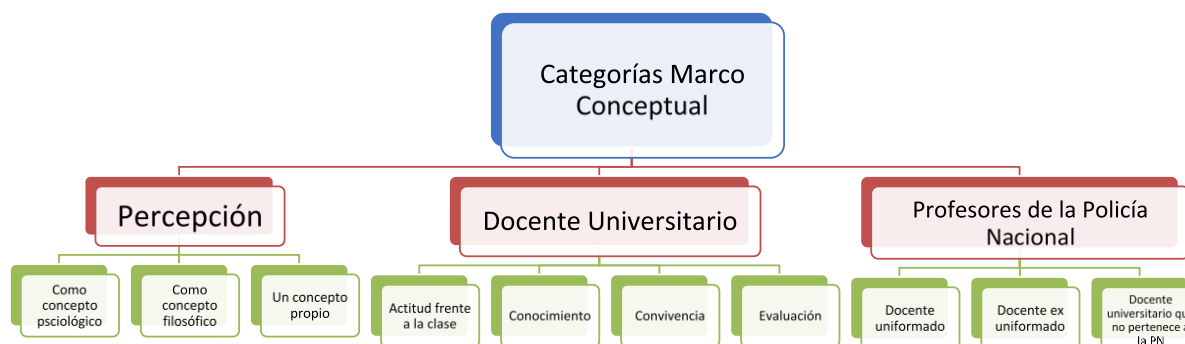 Categorías Marco
Conceptual
Percepción
Docente Universitario
Profesores de la Policía
Nacional
Como
concepto
psciológico
Como
concepto
filosófico
Un concepto
propio
Actitud frente
a la clase
Conocimiento
Convivencia
Evaluación
Docente
uniformado
Docente ex
uniformado
Docente
universitario
no pertenece
la PN